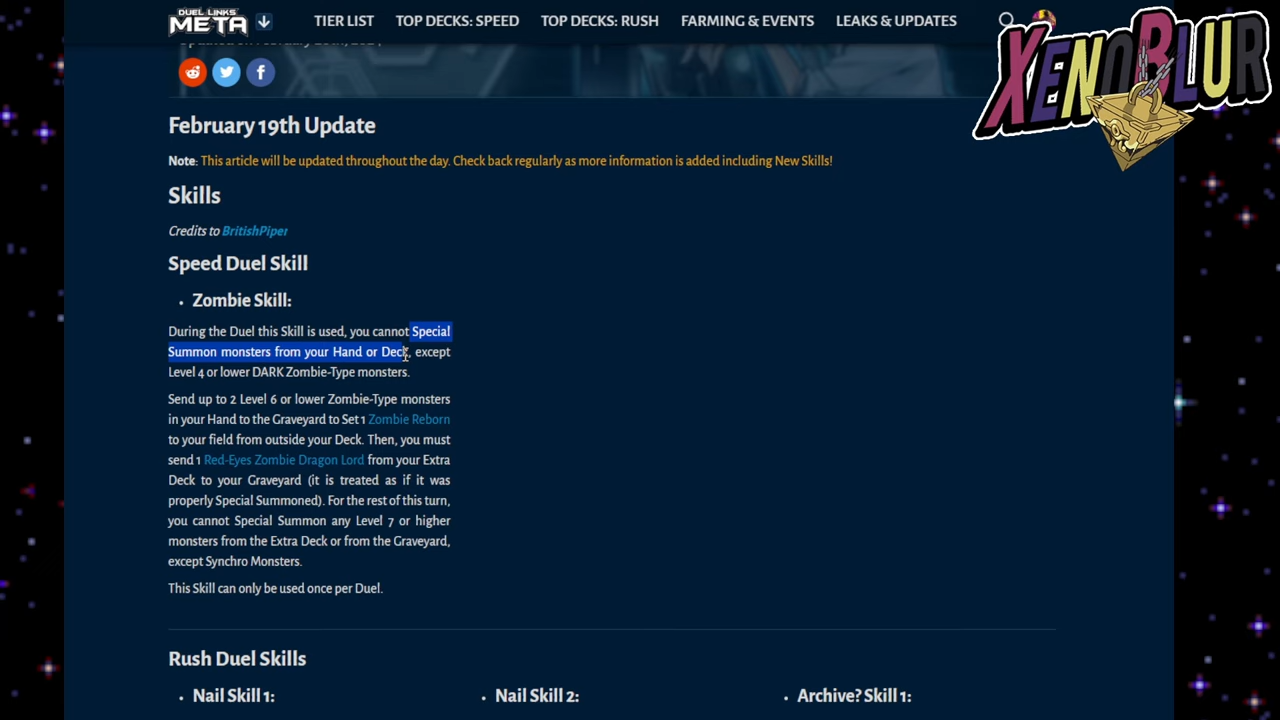 DUEL LINKS
META
TIER LIST
TOP DECKS: SPEED
TOP DECKS: RUSH
FARMING & EVENTS
LEAKS & UPDATES
XENOBLUR
February 19th Update
Note: This article will be updated throughout the day. Check back regularly as more information is added including New Skills!
Skills
Credits to BritishPiper
Speed Duel Skill
• Zombie Skill:
During the Duel this Skill is used, you cannot Special
Summon monsters from your Hand or Deck, except
Level 4 or lower DARK Zombie-Type monsters.
Send up to 2 Level 6 or lower Zombie-Type monsters
in your Hand to the Graveyard to Set 1 Zombie Reborn
to your field from outside your Deck. Then, you must
send 1 Red-Eyes Zombie Dragon Lord from your Extra
Deck to your Graveyard (it is treated as if it was
properly Special Summoned). For the rest of this turn,
you cannot Special Summon any Level 7 or higher
monsters from the Extra Deck or from the Graveyard,
except Synchro Monsters.
This Skill can only be used once per Duel.
Rush Duel Skills
• Nail Skill 1:
• Nail Skill 2:
• Archive? Skill 1: